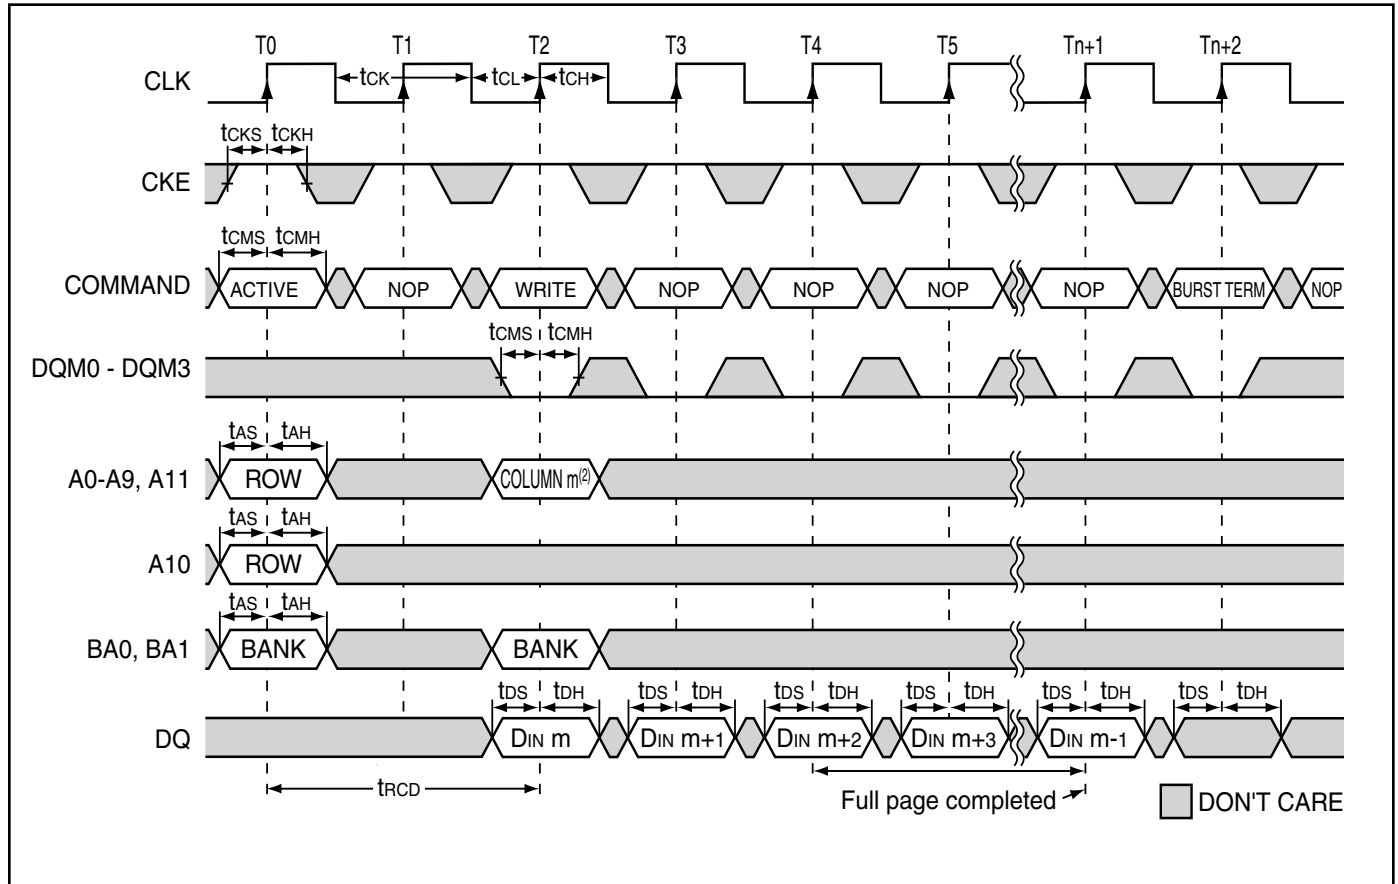 T0 T1 T2 T3 T4 T5 Tn+1 Tn+2
CLK tCK tCL tCH
tCKS tCKH
CKE
tCMS tCMH
COMMAND ACTIVE NOP WRITE NOP NOP NOP NOP BURST TERM NOP
tCMS tCMH
DQM0 - DQM3
tAS tAH
A0-A9, A11 ROW COLUMN m(2)
tAS tAH
A10 ROW
tAS tAH
BA0, BA1 BANK BANK
tDS tDH tDS tDH tDS tDH tDS tDH tDS tDH tDS tDH
DQ DIN m DIN m+1 DIN m+2 DIN m+3 DIN m-1
tRCD
Full page completed DON'T CARE